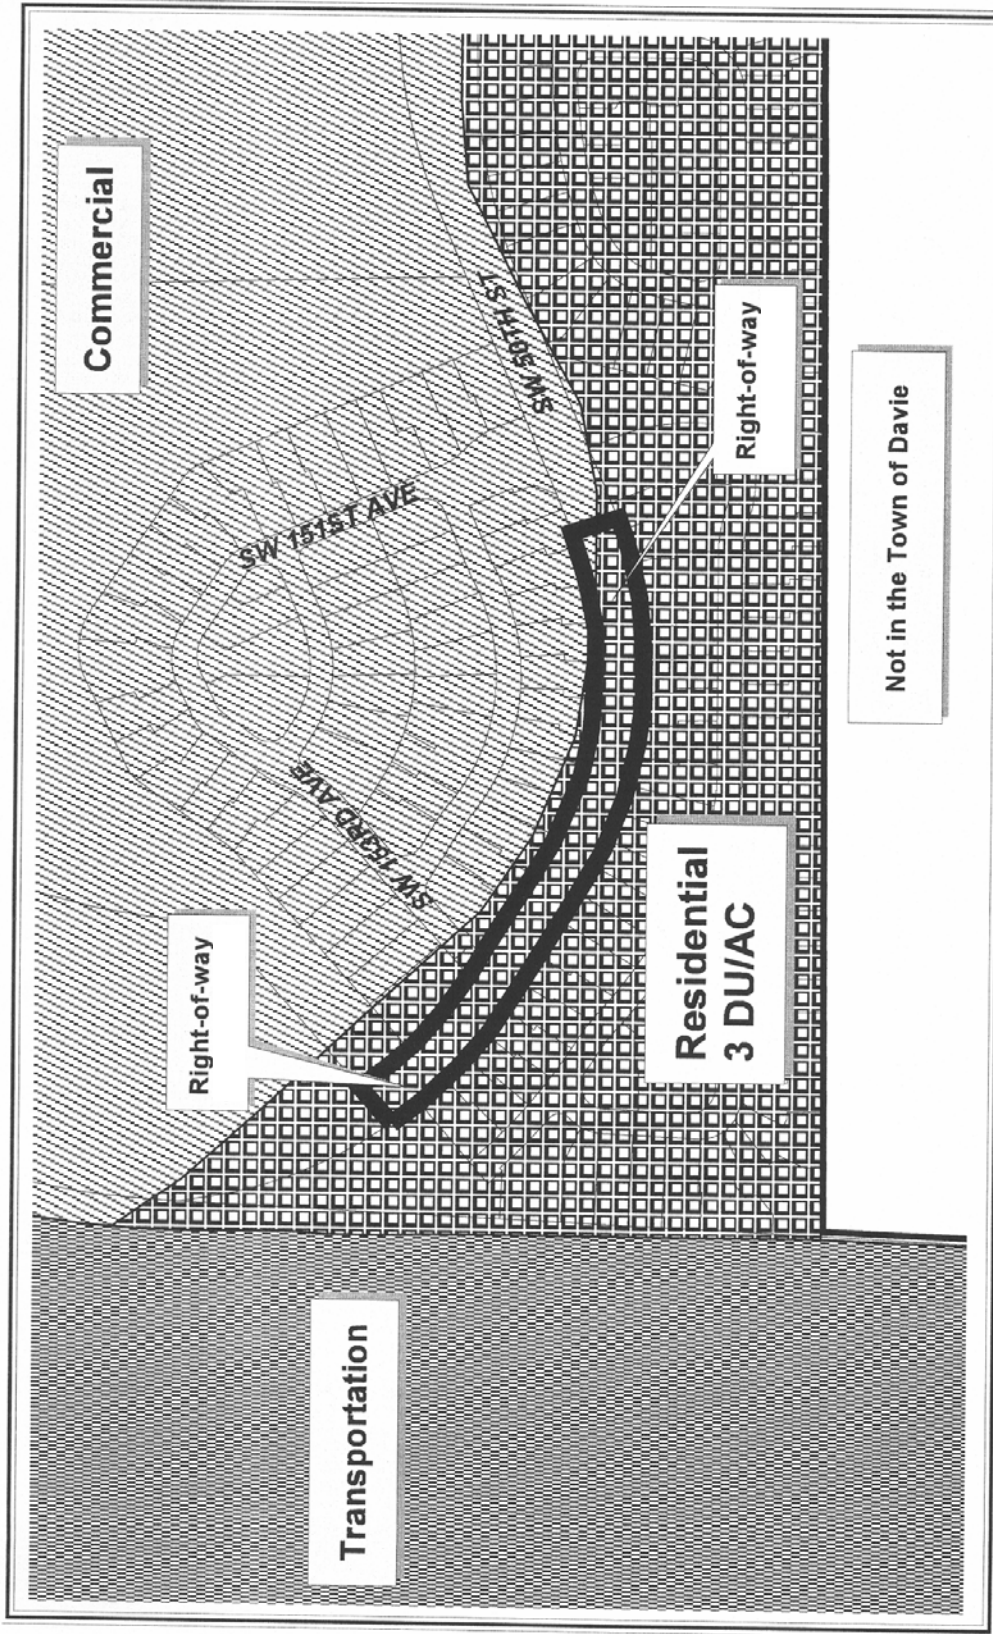 Commercial
SW 50TH ST
SW 151ST AVE
SW 153RD AVE
Right-of-way
Right-of-way
Residential
3 DU/AC
Transportation
Not in the Town of Davie